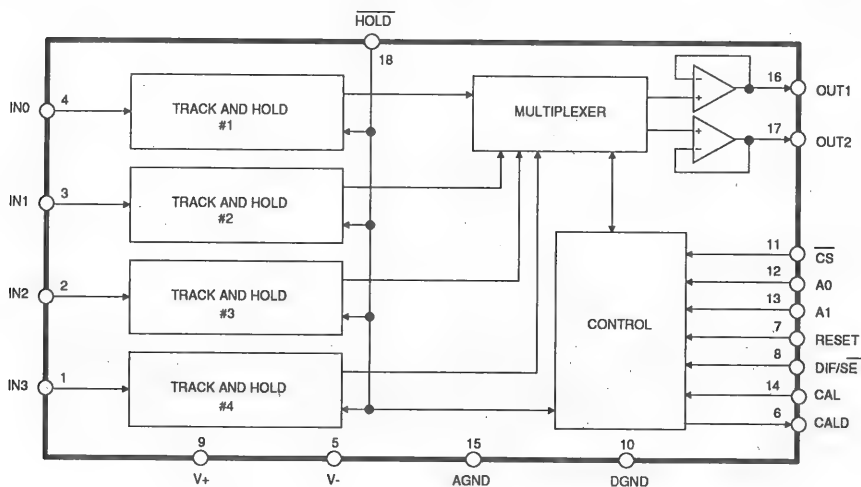 HOLD
18
IN0
4
TRACK AND HOLD
#1
MULTIPLEXER
16
OUT1
17
OUT2
IN1
3
TRACK AND HOLD
#2
IN2
2
TRACK AND HOLD
#3
IN3
1
TRACK AND HOLD
#4
CONTROL
11
CS
12
A0
13
A1
7
RESET
8
DIF/SE
14
CAL
6
CALD
9
V+
5
V-
15
AGND
10
DGND